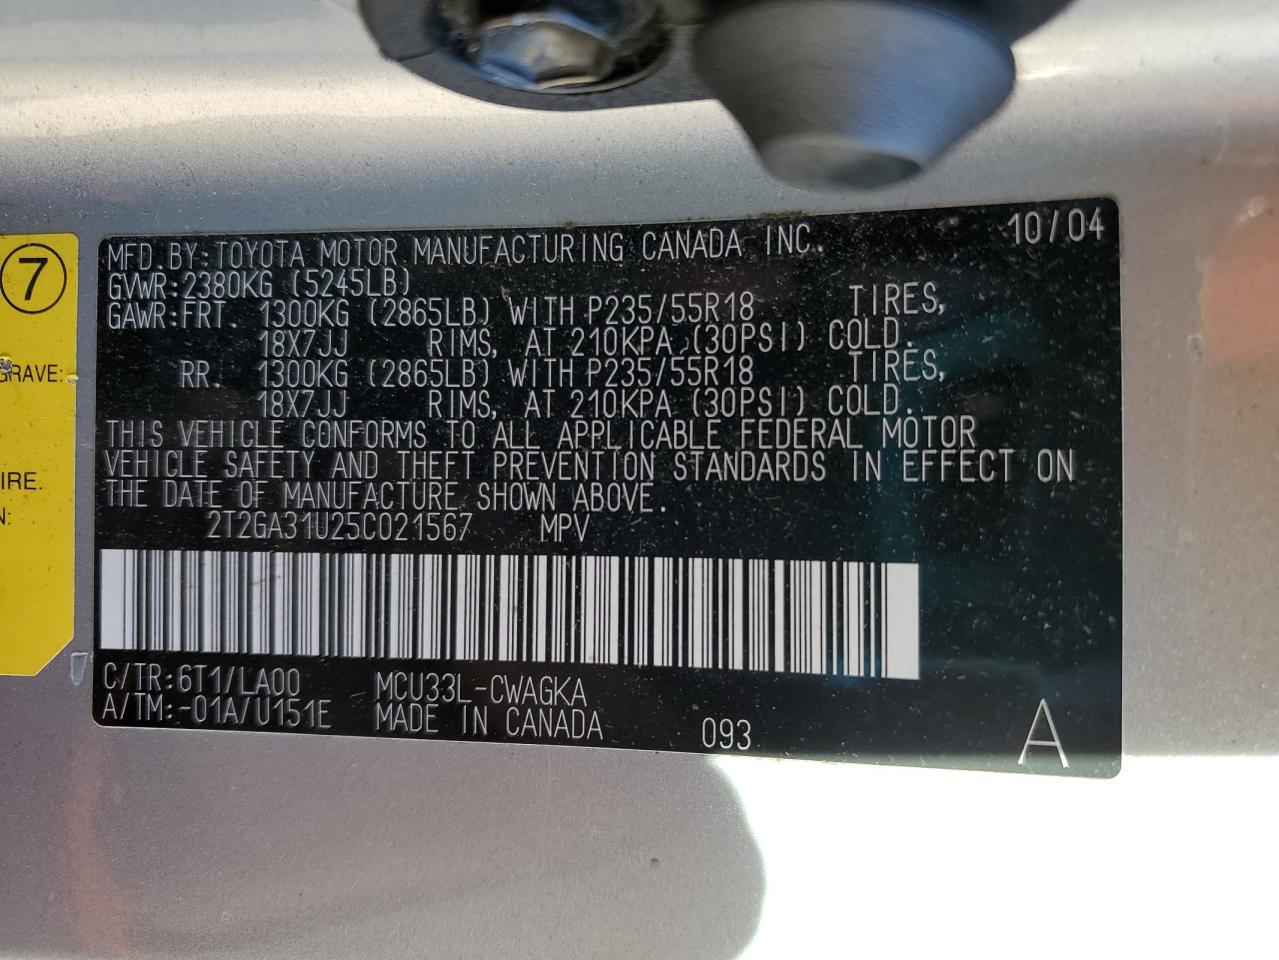 MFD. BY: TOYOTA MOTOR MANUFACTURING CANADA INC. 10/04
GVWR: 2380KG (5245LB)
GAWR: FRT. 1300KG (2865LB) WITH P235/55R18 TIRES,
18X7JJ RIMS, AT 210KPA (30PSI) COLD.
RR. 1300KG (2865LB) WITH P235/55R18 TIRES,
18X7JJ RIMS, AT 210KPA (30PSI) COLD.
THIS VEHICLE CONFORMS TO ALL APPLICABLE FEDERAL MOTOR
VEHICLE SAFETY AND THEFT PREVENTION STANDARDS IN EFFECT ON
THE DATE OF MANUFACTURE SHOWN ABOVE.
2T2GA31U25C021567 MPV
C/TR: 6T1/LA00 MCU33L-CWAGKA
A/TM: -01A/U151E MADE IN CANADA 093 A
7
GRAVE:
IRE.
N: